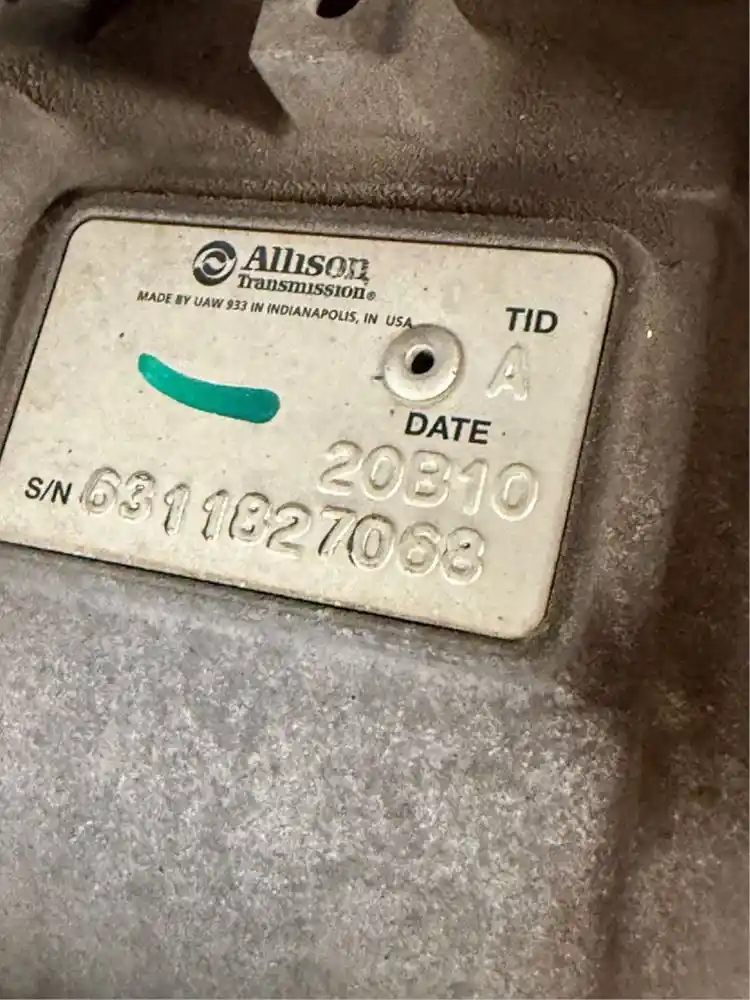 Allison
Transmission®
MADE BY UAW 933 IN INDIANAPOLIS, IN USA
TID
A
DATE
20B10
S/N 6311827068